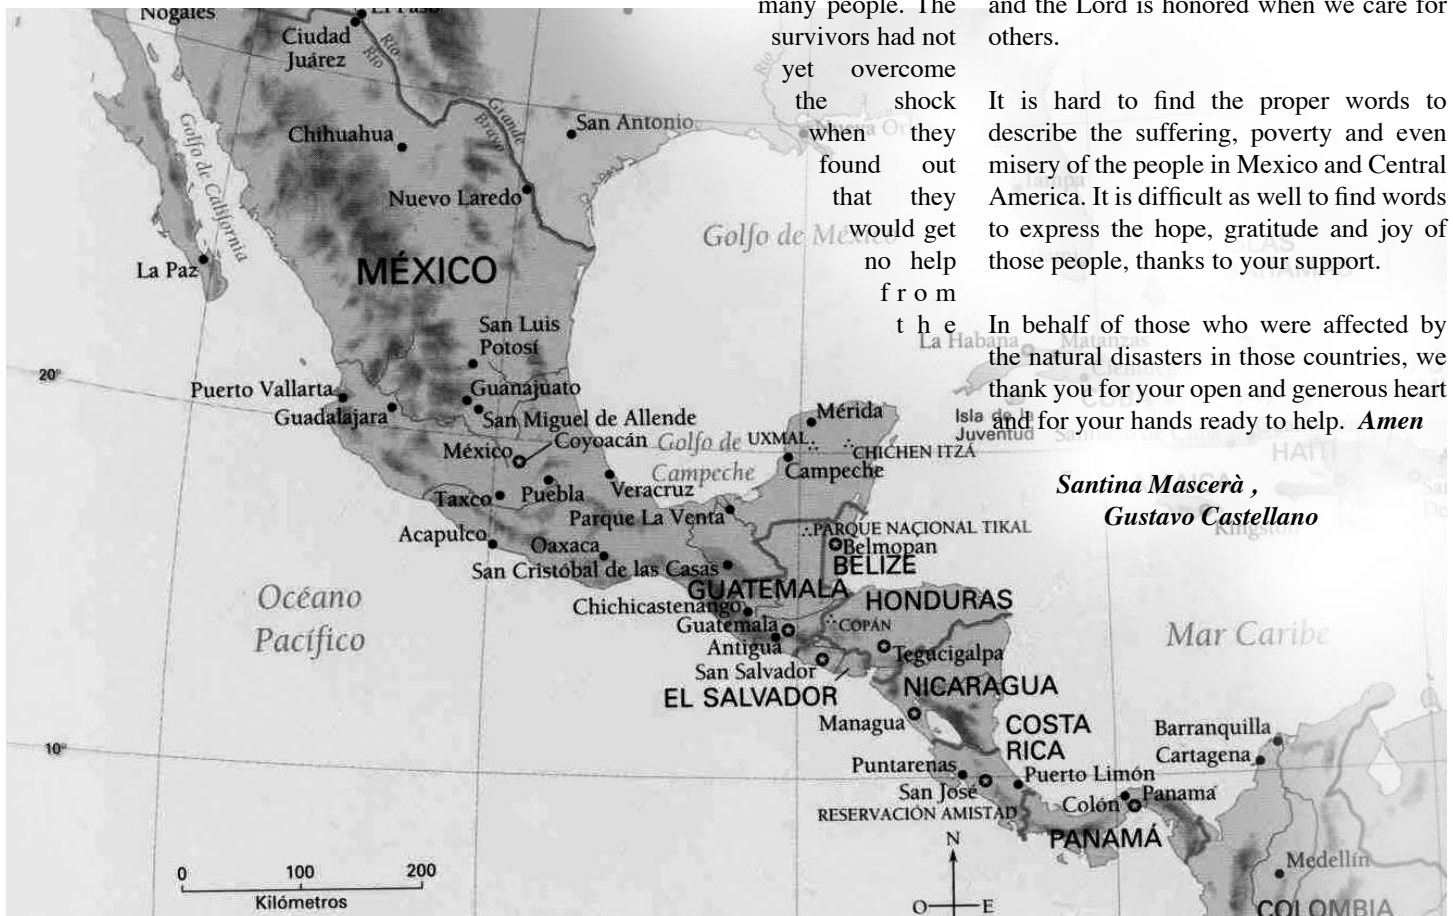 many people. The
survivors had not
yet overcome
the shock
when they
found out
that they
would get
no help
from
the
and the Lord is honored when we care for
others.
It is hard to find the proper words to
describe the suffering, poverty and even
misery of the people in Mexico and Central
America. It is difficult as well to find words
to express the hope, gratitude and joy of
those people, thanks to your support.
In behalf of those who were affected by
the natural disasters in those countries, we
thank you for your open and generous heart
and for your hands ready to help. Amen
Santina Mascerà ,
Gustavo Castellano
Nogales
El Paso
Ciudad
Juárez
Río
Río
Grande
Bravo
Chihuahua
San Antonio
Nuevo Laredo
Golfo de California
La Paz
MÉXICO
Golfo de México
San Luis
Potosí
20°
Puerto Vallarta
Guanajuato
Guadalajara
San Miguel de Allende
México
Coyoacán
Golfo de
Campeche
UXMAL
Mérida
CHICHEN ITZÁ
Campeche
Taxco
Puebla
Veracruz
Parque La Venta
Acapulco
Oaxaca
San Cristóbal de las Casas
PARQUE NACIONAL TIKAL
Belmopan
BELIZE
GUATEMALA
Chichicastenango
HONDURAS
Guatemala
COPÁN
Antigua
Tegucigalpa
San Salvador
EL SALVADOR
NICARAGUA
Managua
COSTA
RICA
Puntarenas
Puerto Limón
San José
Colón
Panamá
RESERVACIÓN AMISTAD
PANAMÁ
Océano
Pacífico
Mar Caribe
La Habana
Matanzas
CUBA
Isla de la
Juventud
HAITÍ
Kingston
Tampa
Barranquilla
Cartagena
Medellín
COLOMBIA
10°
0 100 200
Kilómetros
N
O E